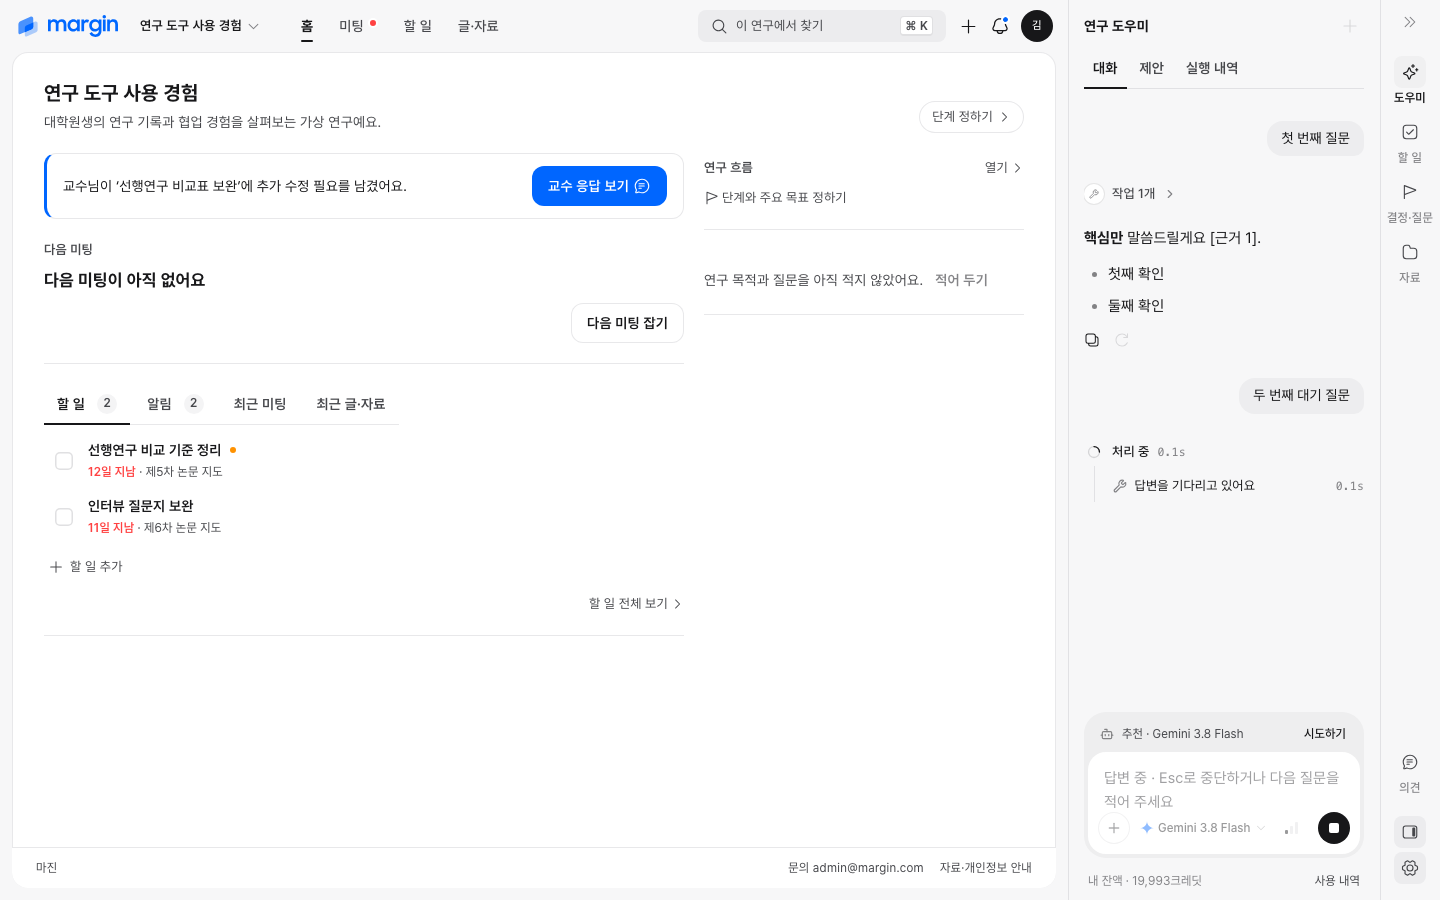 margin
연구 도구 사용 경험
홈
미팅
할 일
글·자료
이 연구에서 찾기
⌘ K
김
연구 도구 사용 경험
대학원생의 연구 기록과 협업 경험을 살펴보는 가상 연구예요.
단계 정하기
교수님이 ‘선행연구 비교표 보완’에 추가 수정 필요를 남겼어요.
교수 응답 보기
다음 미팅
다음 미팅이 아직 없어요
다음 미팅 잡기
연구 흐름
열기
단계와 주요 목표 정하기
연구 목적과 질문을 아직 적지 않았어요.
적어 두기
할 일 2
알림 2
최근 미팅
최근 글·자료
선행연구 비교 기준 정리
12일 지남 · 제5차 논문 지도
인터뷰 질문지 보완
11일 지남 · 제6차 논문 지도
할 일 추가
할 일 전체 보기
마진
문의 admin@margin.com
자료·개인정보 안내
연구 도우미
대화
제안
실행 내역
첫 번째 질문
작업 1개
핵심만 말씀드릴게요 [근거 1].
첫째 확인
둘째 확인
두 번째 대기 질문
처리 중 0.1s
답변을 기다리고 있어요 0.1s
추천 · Gemini 3.8 Flash
시도하기
답변 중 · Esc로 중단하거나 다음 질문을
적어 주세요
Gemini 3.8 Flash
내 잔액 · 19,993크레딧
사용 내역
도우미
할 일
결정·질문
자료
의견